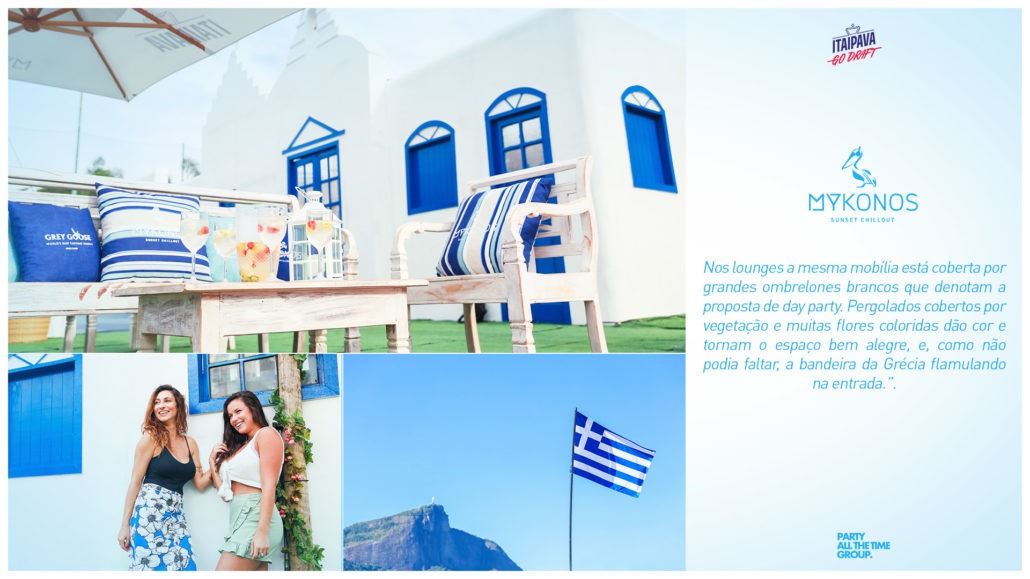 ITAIPAVA
GO DRAFT
MYKONOS
SUNSET CHILLOUT
Nos lounges a mesma mobília está coberta por
grandes ombrelones brancos que denotam a
proposta de day party. Pergolados cobertos por
vegetação e muitas flores coloridas dão cor e
tornam o espaço bem alegre, e, como não
podia faltar, a bandeira da Grécia flamulando
na entrada.”.
PARTY
ALL THE TIME
GROUP.
GREY GOOSE
SUNSET CHILLOUT